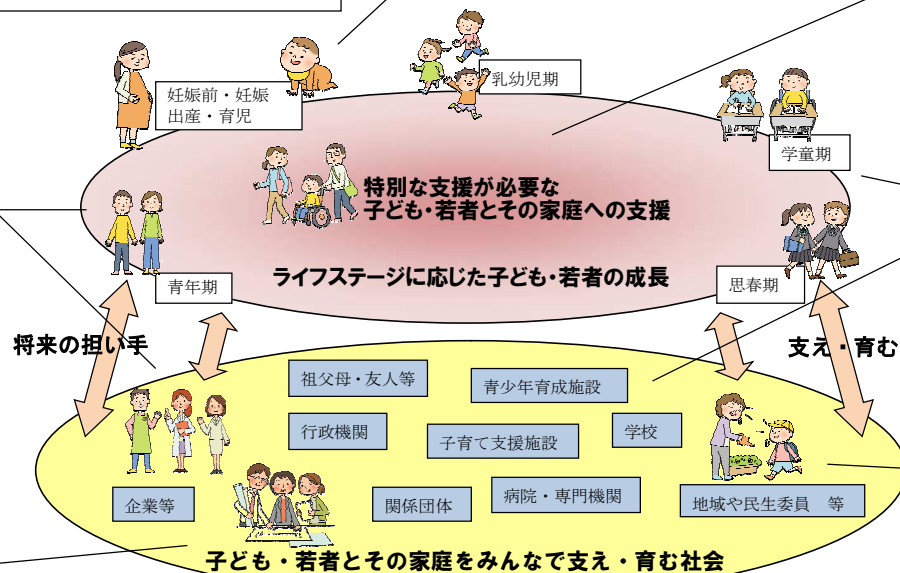 妊娠前・妊娠
出産・育児
乳幼児期
学童期
特別な支援が必要な
子ども・若者とその家庭への支援
ライフステージに応じた子ども・若者の成長
青年期
思春期
将来の担い手
支え・育む
祖父母・友人等
青少年育成施設
行政機関
子育て支援施設
学校
企業等
関係団体
病院・専門機関
地域や民生委員　等
子ども・若者とその家庭をみんなで支え・育む社会